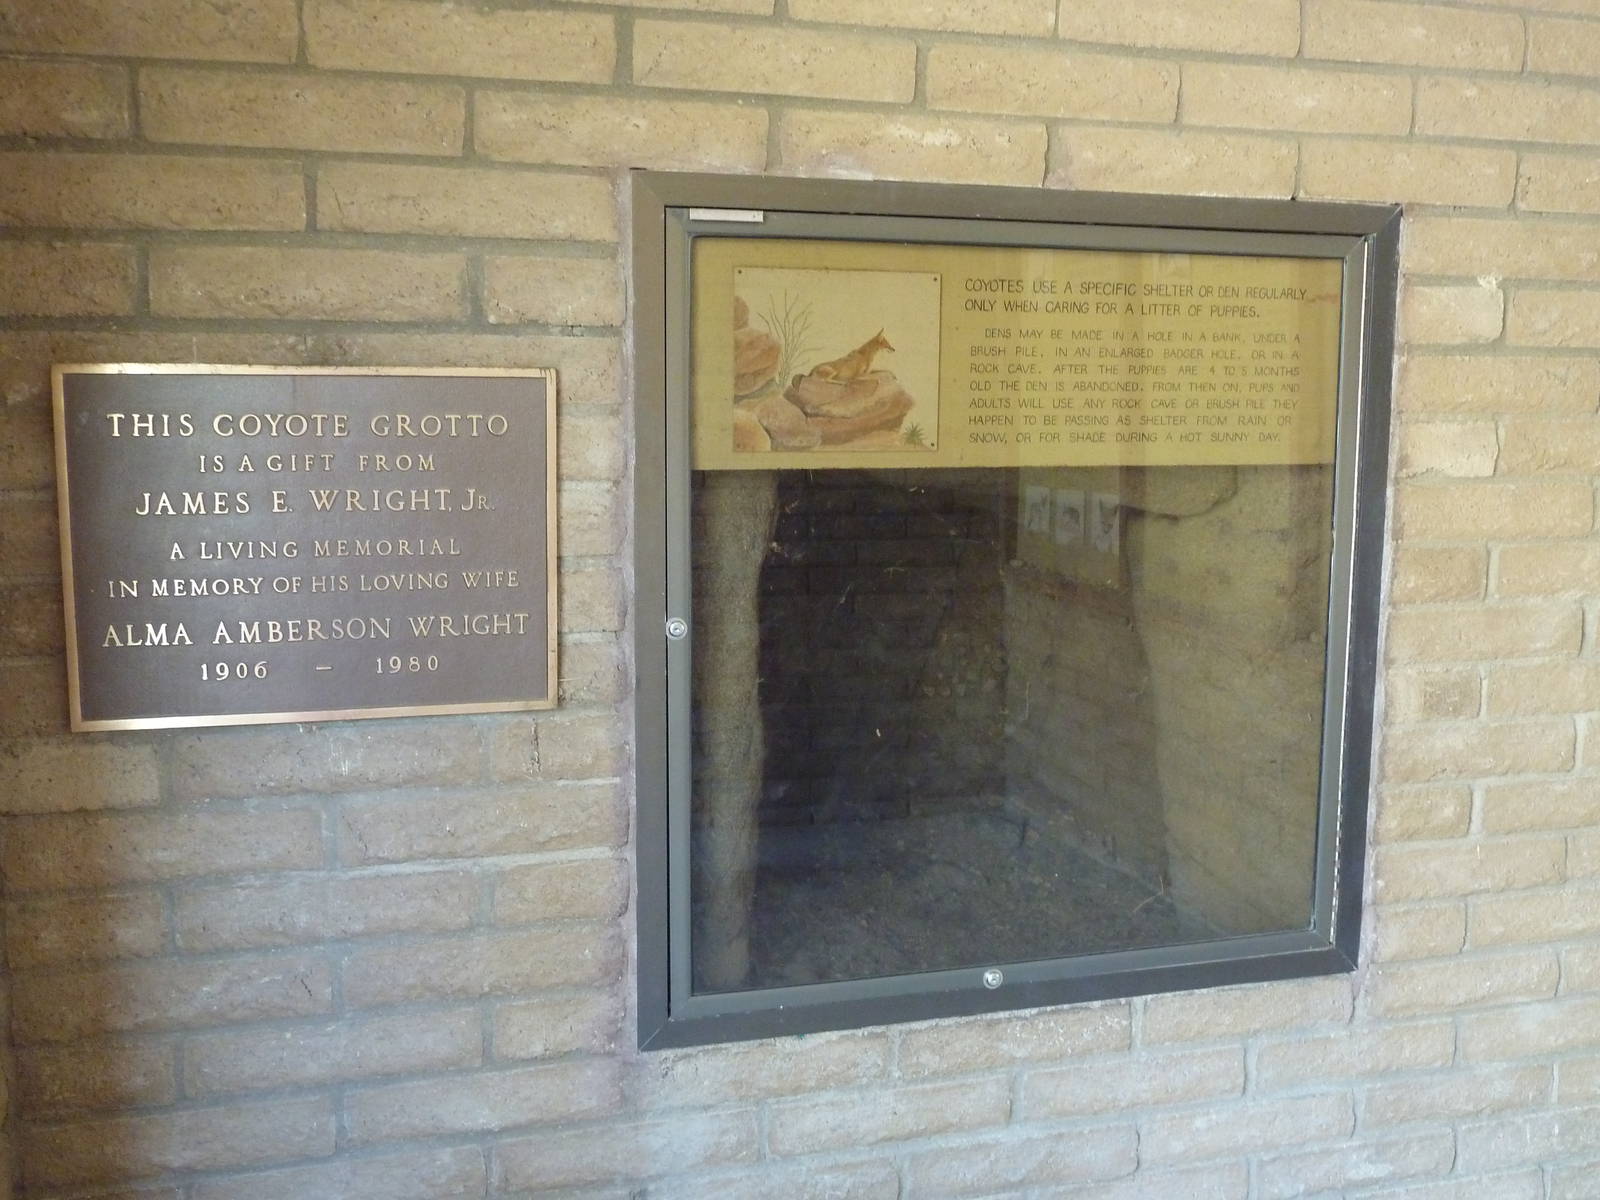 THIS COYOTE GROTTO
IS A GIFT FROM
JAMES E. WRIGHT, JR.
A LIVING MEMORIAL
IN MEMORY OF HIS LOVING WIFE
ALMA AMBERSON WRIGHT
1906 – 1980
COYOTES USE A SPECIFIC SHELTER OR DEN REGULARLY
ONLY WHEN CARING FOR A LITTER OF PUPPIES.
DENS MAY BE MADE IN A HOLE IN A BANK, UNDER A
BRUSH PILE, IN AN ENLARGED BADGER HOLE, OR IN A
ROCK CAVE. AFTER THE PUPPIES ARE 4 TO 5 MONTHS
OLD THE DEN IS ABANDONED. FROM THEN ON, PUPS AND
ADULTS WILL USE ANY ROCK CAVE OR BRUSH PILE THEY
HAPPEN TO BE PASSING AS SHELTER FROM RAIN OR
SNOW, OR FOR SHADE DURING A HOT SUNNY DAY.